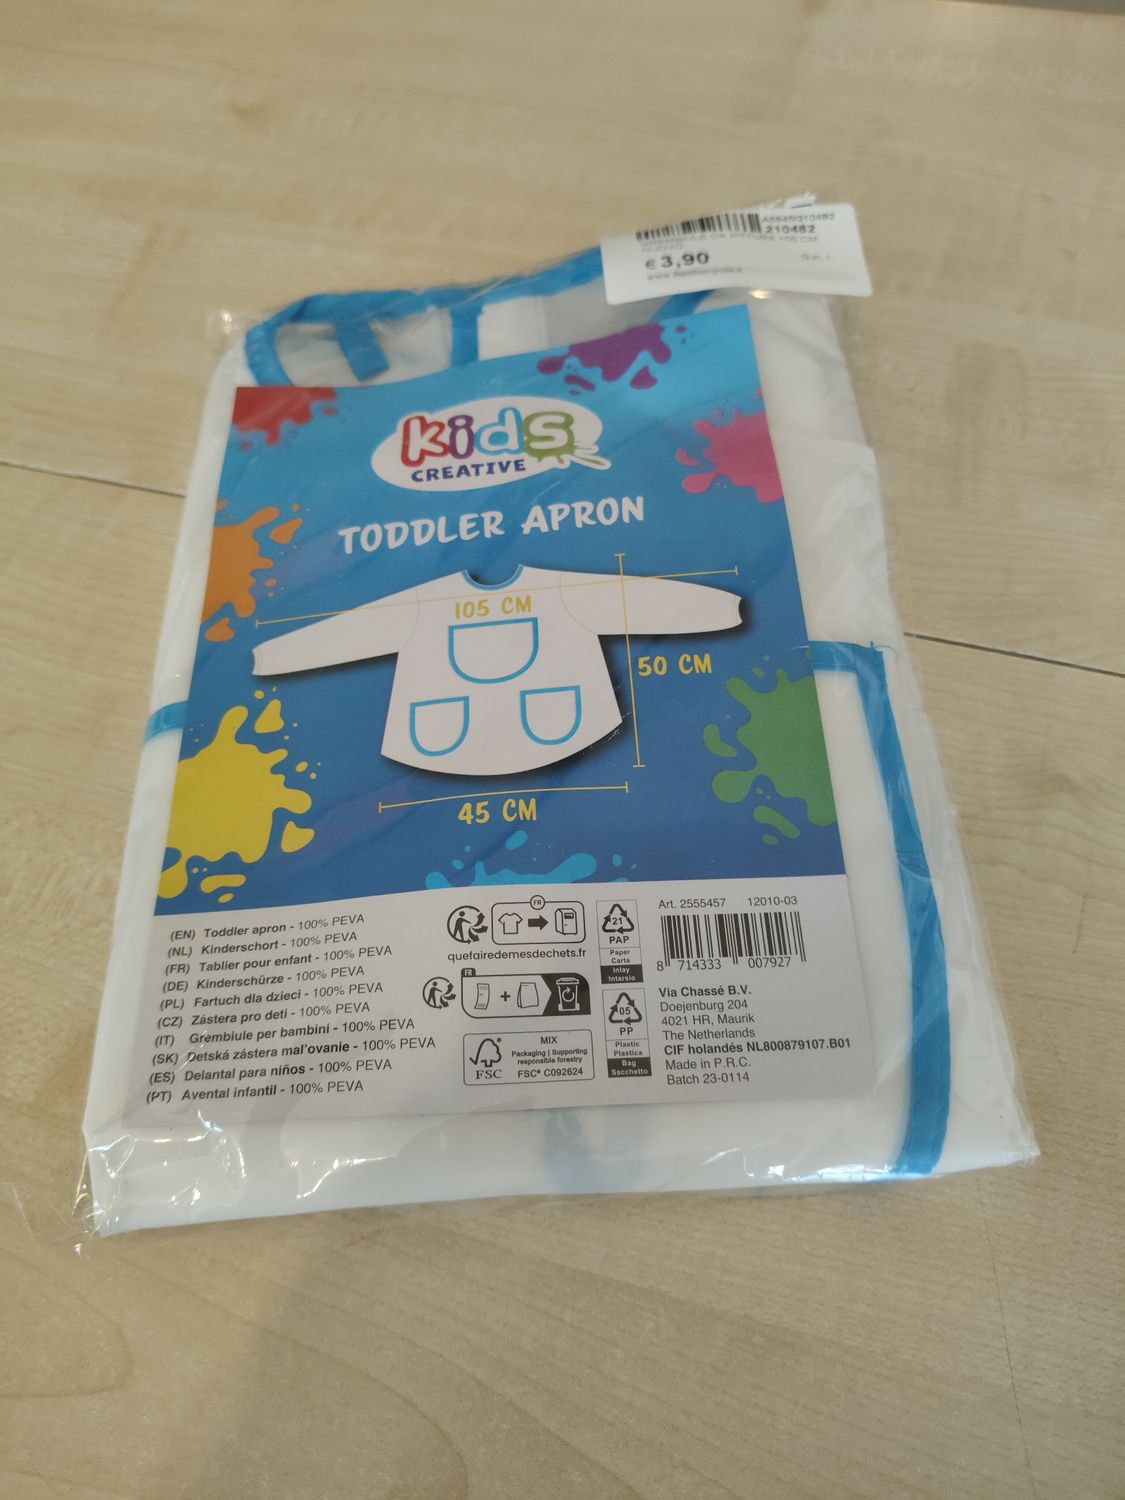 A5645/210482
210482
GREMBIULE DA PITTURA 105 CM
NUOVO
€ 3,90
Q.tà: 1
kids
CREATIVE
TODDLER APRON
105 CM
50 CM
45 CM
(EN) Toddler apron - 100% PEVA
(NL) Kinderschort - 100% PEVA
(FR) Tablier pour enfant - 100% PEVA
(DE) Kinderschürze - 100% PEVA
(PL) Fartuch dla dzieci - 100% PEVA
(CZ) Zástera pro deti - 100% PEVA
(IT) Grembiule per bambini - 100% PEVA
(SK) Detská zástera mal'ovanie - 100% PEVA
(ES) Delantal para niños - 100% PEVA
(PT) Avental infantil - 100% PEVA
FR
quefairedemesdechets.fr
FR
+
FSC
MIX
Packaging | Supporting
responsible forestry
FSC® C092624
21
PAP
Paper
Carta
Inlay
Intarsio
05
PP
Plastic
Plastica
Bag
Sacchetto
Art. 2555457 12010-03
8 714333 007927
Via Chassé B.V.
Doejenburg 204
4021 HR, Maurik
The Netherlands
CIF holandés NL800879107.B01
Made in P.R.C.
Batch 23-0114